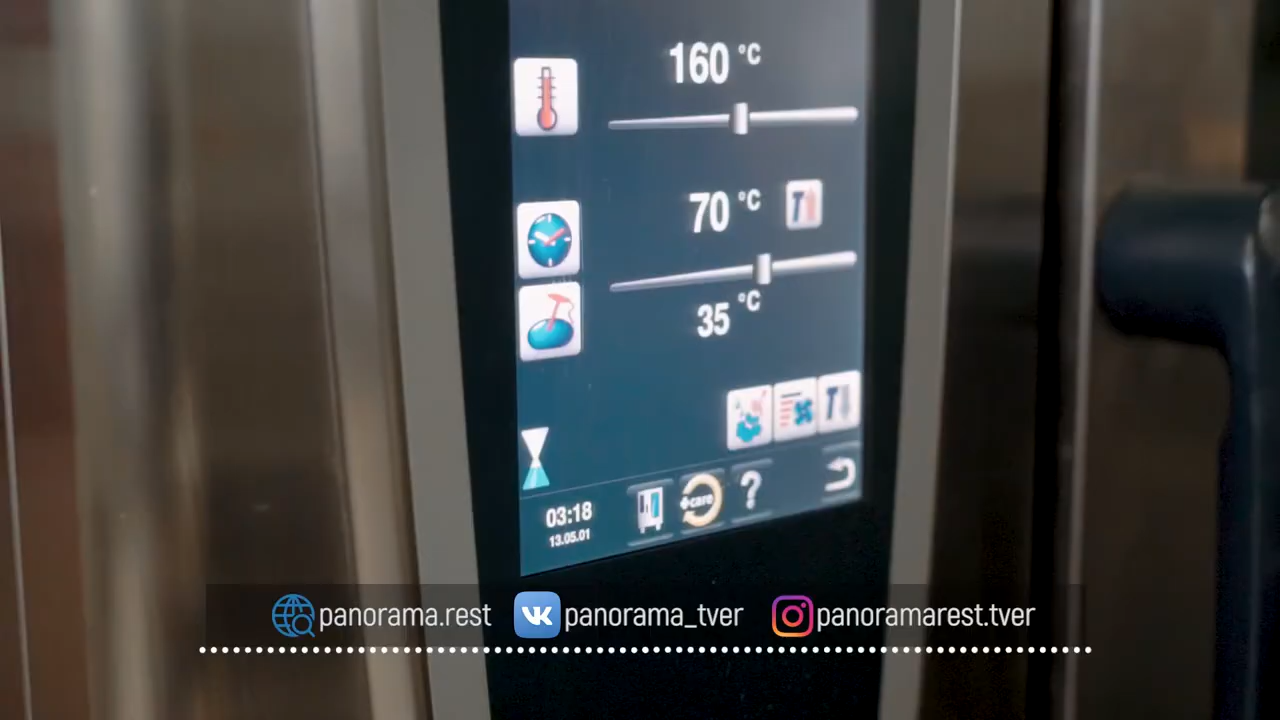 160 °C
70 °C
35 °C
03:18
13.05.01
care
?
panorama.rest
panorama_tver
panoramarest.tver